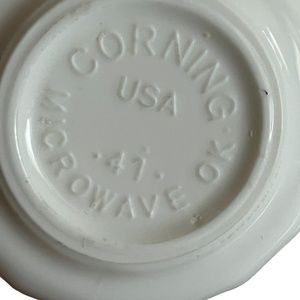 CORNING
USA
·41·
MICROWAVE OK